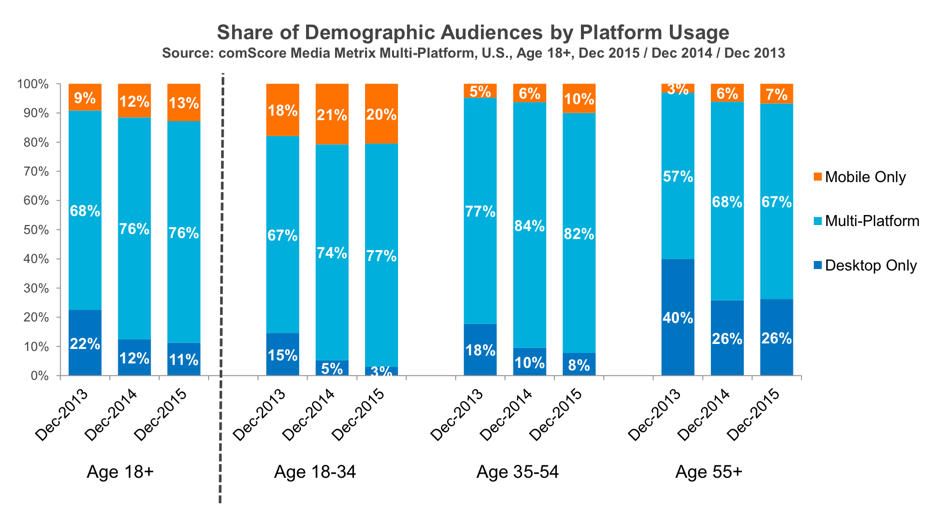 Share of Demographic Audiences by Platform Usage
Source: comScore Media Metrix Multi-Platform, U.S., Age 18+, Dec 2015 / Dec 2014 / Dec 2013
100%
90%
80%
70%
60%
50%
40%
30%
20%
10%
0%
9% 12% 13% 18% 21% 20% 5% 6% 10% 3% 6% 7%
68% 76% 76% 67% 74% 77% 77% 84% 82% 57% 68% 67%
22% 12% 11% 15% 5% 3% 18% 10% 8% 40% 26% 26%
Mobile Only
Multi-Platform
Desktop Only
Dec-2013 Dec-2014 Dec-2015 Dec-2013 Dec-2014 Dec-2015 Dec-2013 Dec-2014 Dec-2015 Dec-2013 Dec-2014 Dec-2015
Age 18+ Age 18-34 Age 35-54 Age 55+